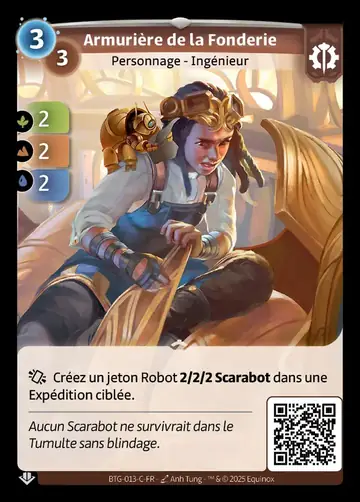 3
Armurière de la Fonderie
3
Personnage - Ingénieur
2
2
2
Créez un jeton Robot 2/2/2 Scarabot dans une
Expédition ciblée.
Aucun Scarabot ne survivrait dans le
Tumulte sans blindage.
BTG-013-C-FR - Anh Tung - ™ & © 2025 Equinox